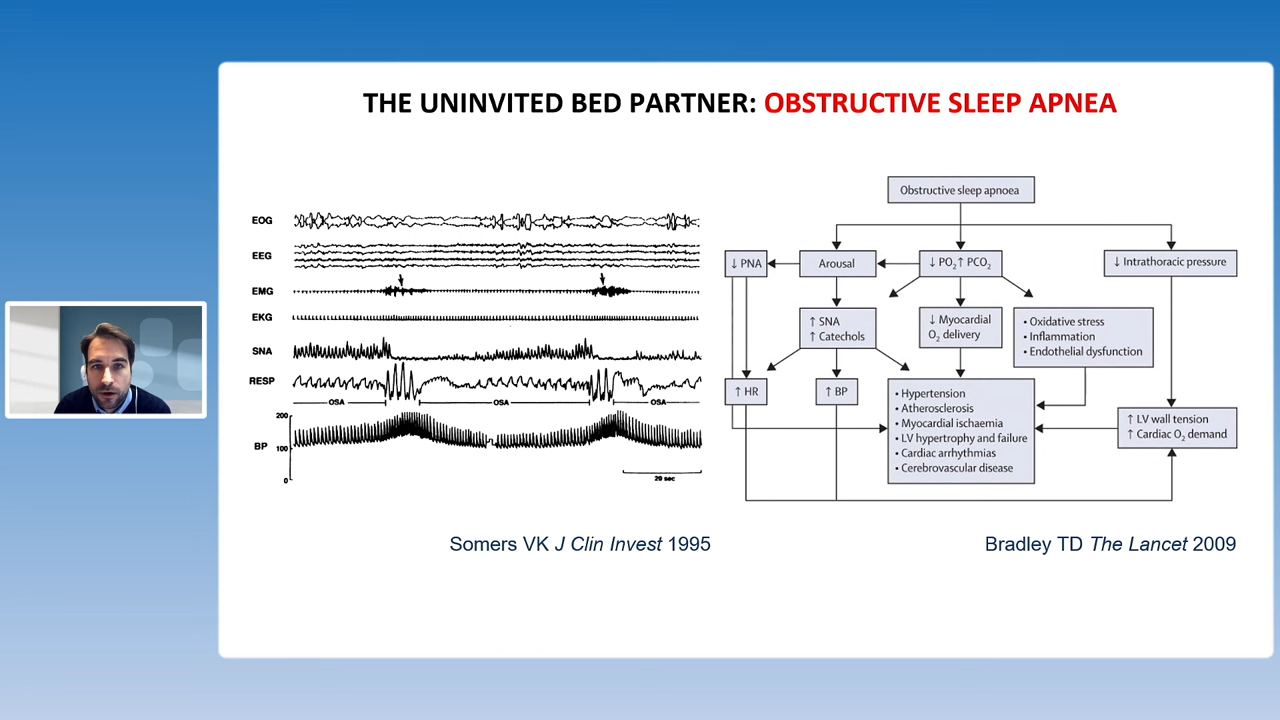 THE UNINVITED BED PARTNER: OBSTRUCTIVE SLEEP APNEA
EOG
EEG
EMG
EKG
SNA
RESP
OSA
OSA
OSA
200
BP
100
0
20 sec
Somers VK J Clin Invest 1995
Obstructive sleep apnoea
↓ PNA
Arousal
↓ PO₂↑ PCO₂
↓ Intrathoracic pressure
↑ SNA
↑ Catechols
↓ Myocardial
O₂ delivery
• Oxidative stress
• Inflammation
• Endothelial dysfunction
↑ HR
↑ BP
• Hypertension
• Atherosclerosis
• Myocardial ischaemia
• LV hypertrophy and failure
• Cardiac arrhythmias
• Cerebrovascular disease
↑ LV wall tension
↑ Cardiac O₂ demand
Bradley TD The Lancet 2009